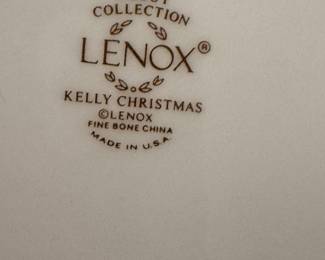 COLLECTION
LENOX®
KELLY CHRISTMAS
©LENOX
FINE BONE CHINA
MADE IN U.S.A.